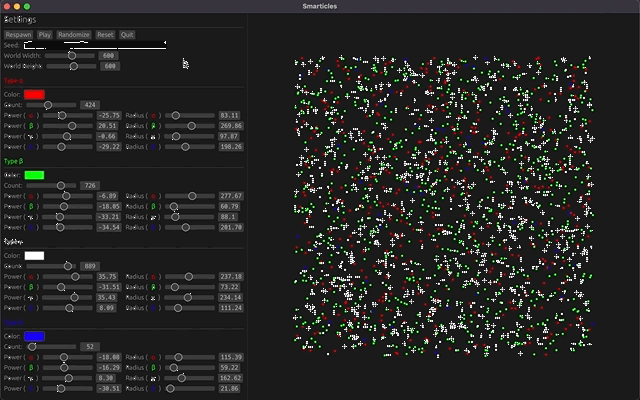 Smarticles
Settings
Respawn Play Randomize Reset Quit
Seed:
World Width: 600
World Height: 600
Type α
Color:
Count: 424
Power( α ) -25.75 Radius( α ) 83.11
Power( β ) 20.51 Radius( β ) 269.86
Power( γ ) -0.66 Radius( γ ) 97.87
Power( ) -29.22 Radius( ) 198.26
Type β
Color:
Count: 726
Power( α ) -6.89 Radius( α ) 277.67
Power( β ) -18.05 Radius( β ) 60.79
Power( γ ) -33.21 Radius( γ ) 88.1
Power( ) -34.54 Radius( ) 201.70
Type γ
Color:
Count: 889
Power( α ) 35.75 Radius( α ) 237.18
Power( β ) -31.51 Radius( β ) 73.22
Power( γ ) 35.43 Radius( γ ) 234.14
Power( ) 8.09 Radius( ) 111.24
Color:
Count: 52
Power( α ) -18.08 Radius( α ) 115.39
Power( β ) -16.29 Radius( β ) 59.22
Power( γ ) 8.30 Radius( γ ) 162.62
Power( ) -30.51 Radius( ) 21.86